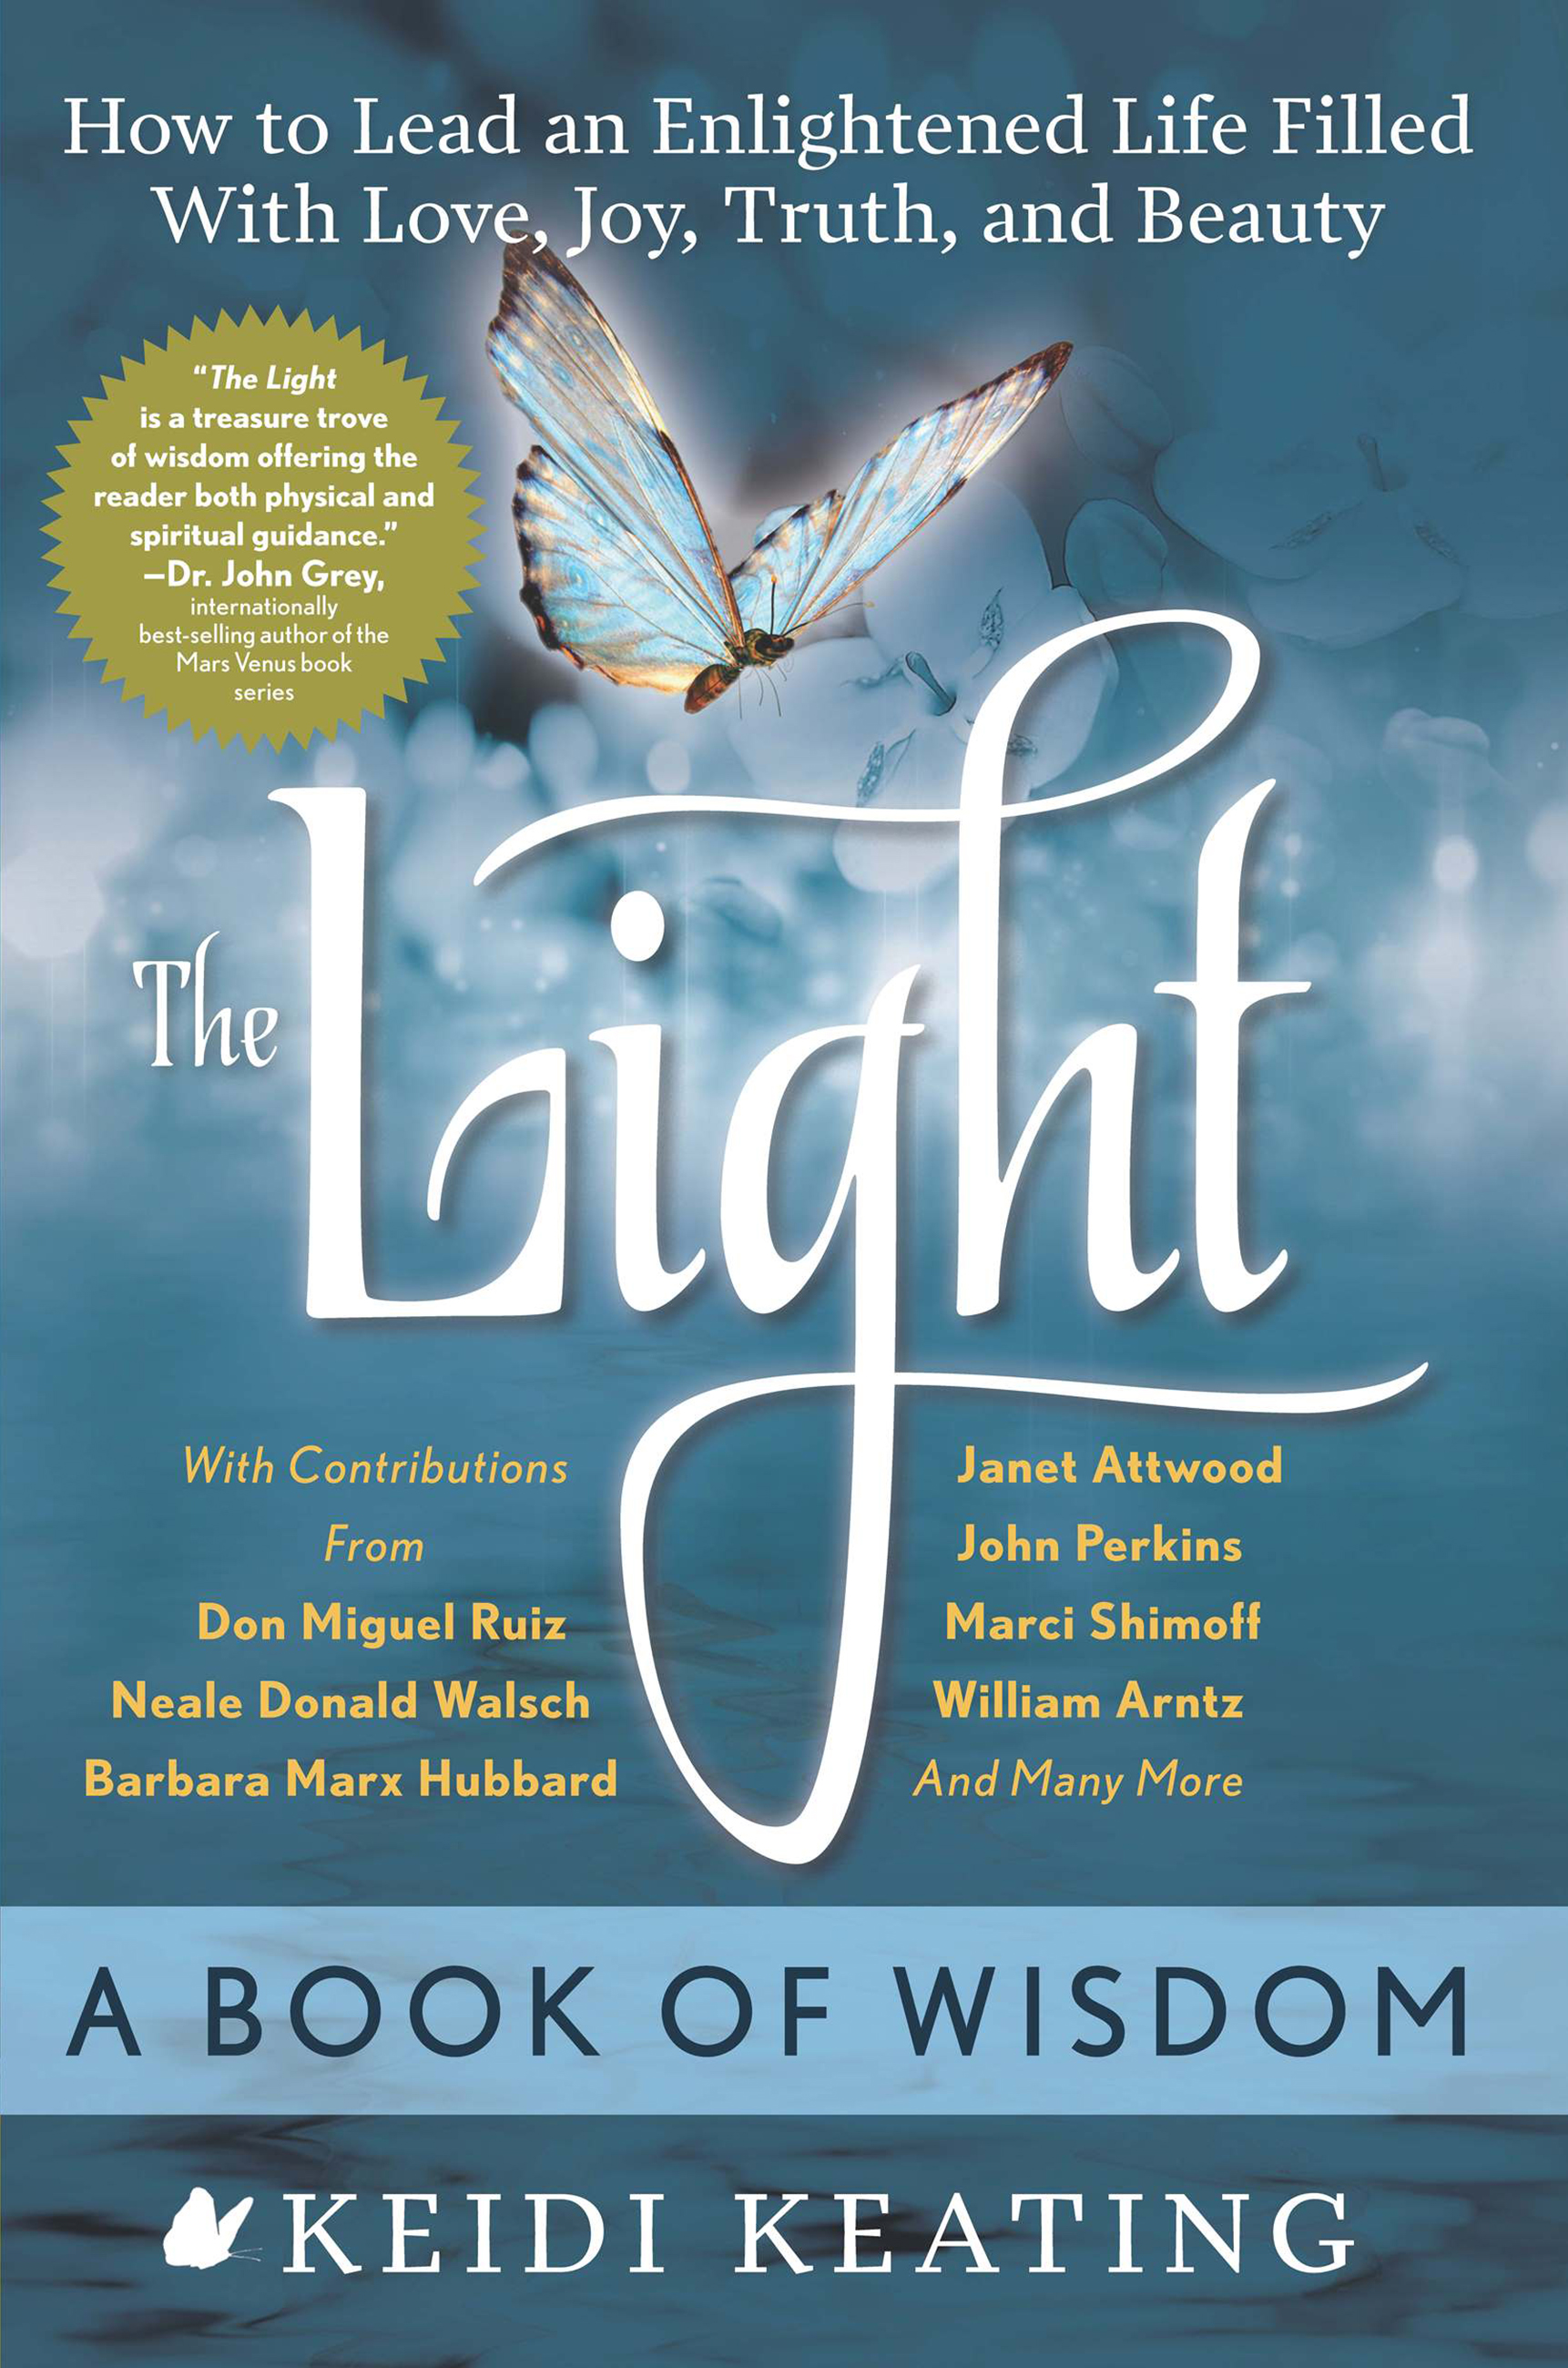 How to Lead an Enlightened Life Filled
With Love, Joy, Truth, and Beauty
“The Light
is a treasure trove
of wisdom offering the
reader both physical and
spiritual guidance.”
—Dr. John Grey,
internationally
best-selling author of the
Mars Venus book
series
The Light
With Contributions
From
Don Miguel Ruiz
Neale Donald Walsch
Barbara Marx Hubbard
Janet Attwood
John Perkins
Marci Shimoff
William Arntz
And Many More
A BOOK OF WISDOM
KEIDI KEATING